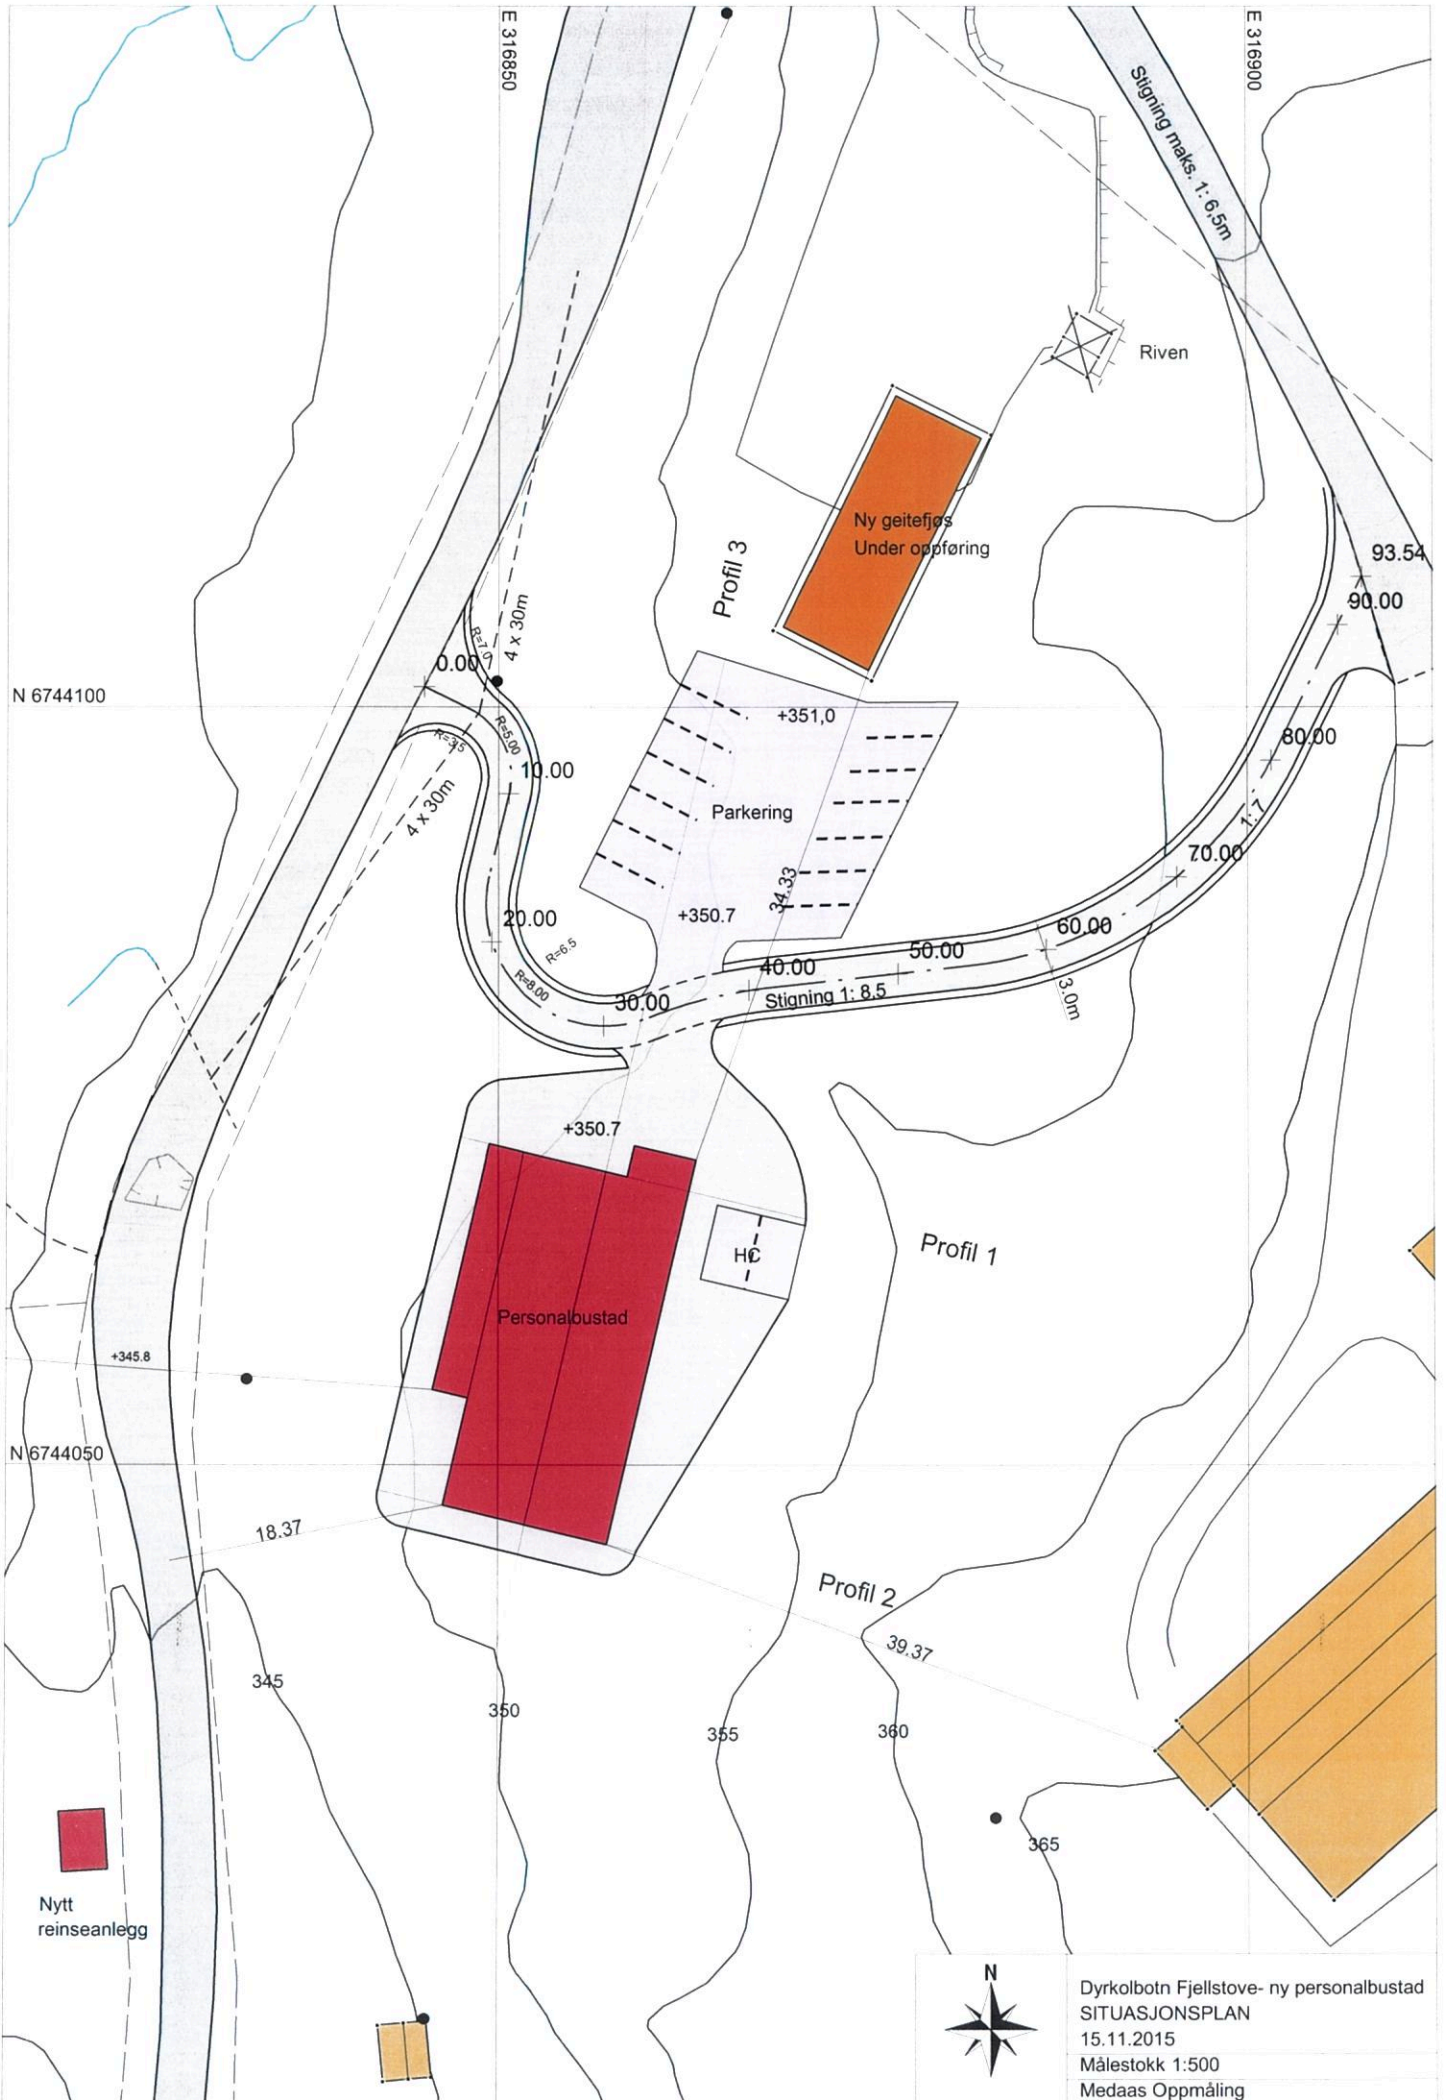 E 316850
E 316900
Stigning maks. 1: 6,5m
Riven
Ny geitefjøs
Under oppføring
Profil 3
93.54
90.00
4 x 30m
R=7.0
0.00
N 6744100
+351,0
R=5.00
R=3.5
80.00
10.00
4 x 30m
Parkering
1:7
70.00
34.33
20.00
+350.7
60.00
R=6.5
50.00
40.00
R=8.00
30.00
Stigning 1: 8,5
3.0m
+350.7
Profil 1
HC
Personalbustad
+345.8
N 6744050
18.37
Profil 2
39.37
345
350
355
360
365
Nytt
reinseanlegg
N
Dyrkolbotn Fjellstove- ny personalbustad
SITUASJONSPLAN
15.11.2015
Målestokk 1:500
Medaas Oppmåling